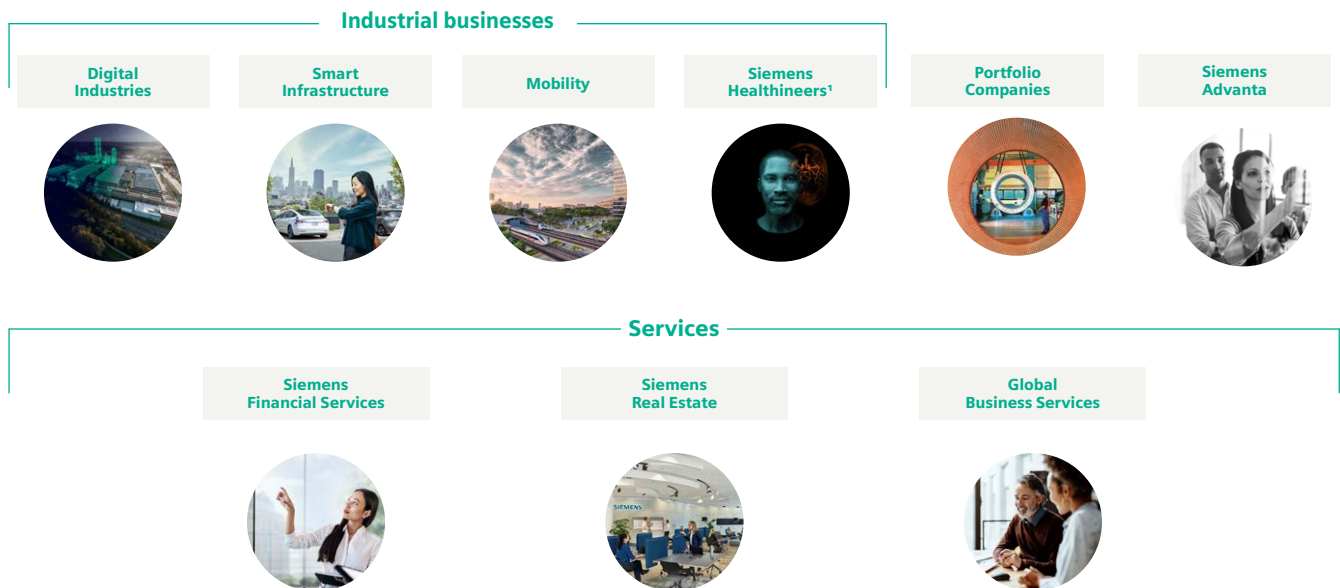 Industrial businesses
Digital
Industries
Smart
Infrastructure
Mobility
Siemens
Healthineers¹
Portfolio
Companies
Siemens
Advanta
Services
Siemens
Financial Services
Siemens
Real Estate
Global
Business Services
SIEMENS